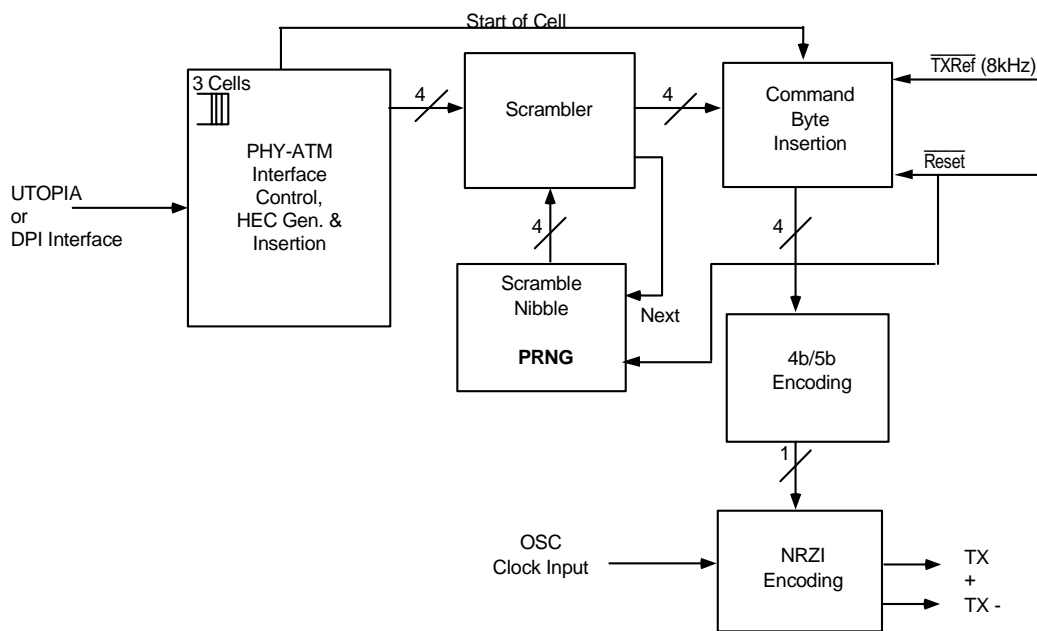 Start of Cell
3 Cells
PHY-ATM
Interface
Control,
HEC Gen. &
Insertion
UTOPIA
or
DPI Interface
4
Scrambler
4
Command
Byte
Insertion
TXRef (8kHz)
Reset
4
Scramble
Nibble
PRNG
Next
4
4b/5b
Encoding
1
OSC
Clock Input
NRZI
Encoding
TX
+
TX -